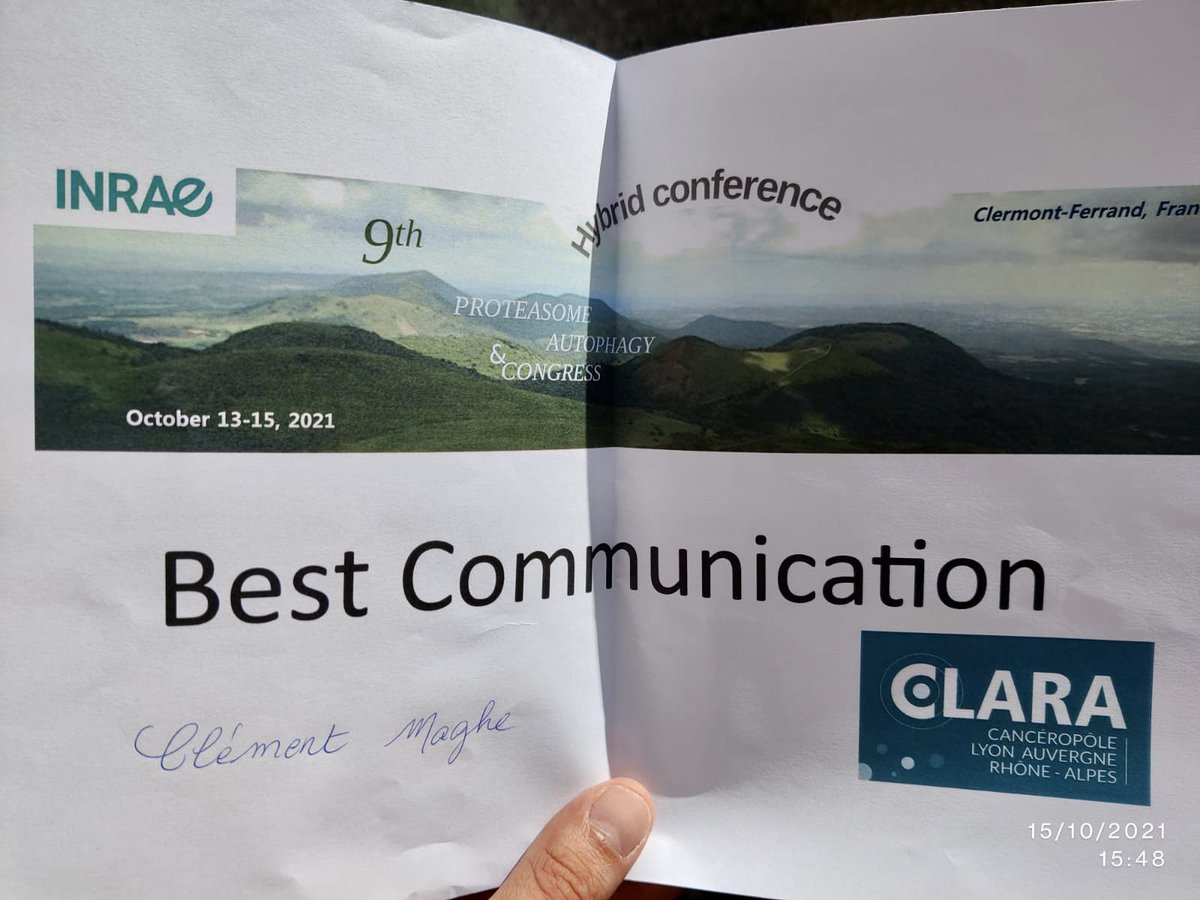 INRAe
9th
Hybrid conference
Clermont-Ferrand, Fran
PROTEASOME
AUTOPHAGY
& CONGRESS
October 13-15, 2021
Best Communication
Clément Maghe
CLARA
CANCÉROPÔLE
LYON AUVERGNE
RHÔNE - ALPES
15/10/2021
15:48